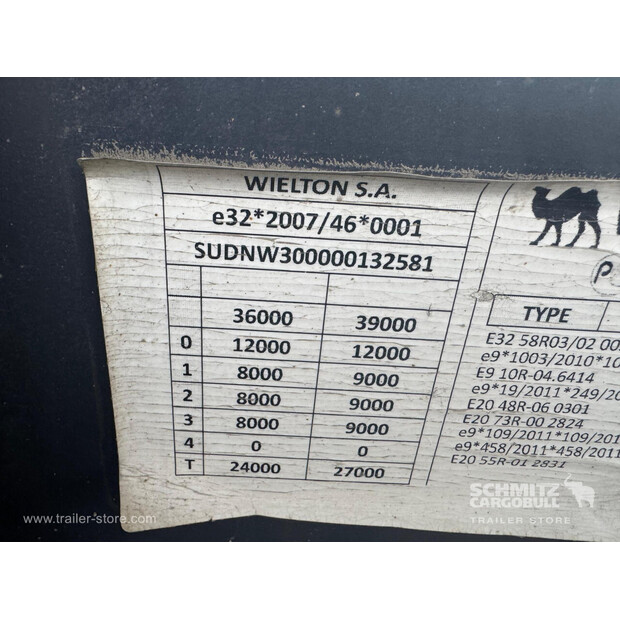 WIELTON S.A.
e32*2007/46*0001
SUDNW300000132581
36000 39000
0 12000 12000
1 8000 9000
2 8000 9000
3 8000 9000
4 0 0
T 24000 27000
P
TYPE
E32 58R03/02 00
e9*1003/2010*10
E9 10R-04.6414
e9*19/2011*249/20
E20 48R-06 0301
E20 73R-00 2824
e9*109/2011*109/201
e9*458/2011*458/2011
E20 55R-01 2831
SCHMITZ
CARGOBULL
TRAILER STORE
www.trailer-store.com